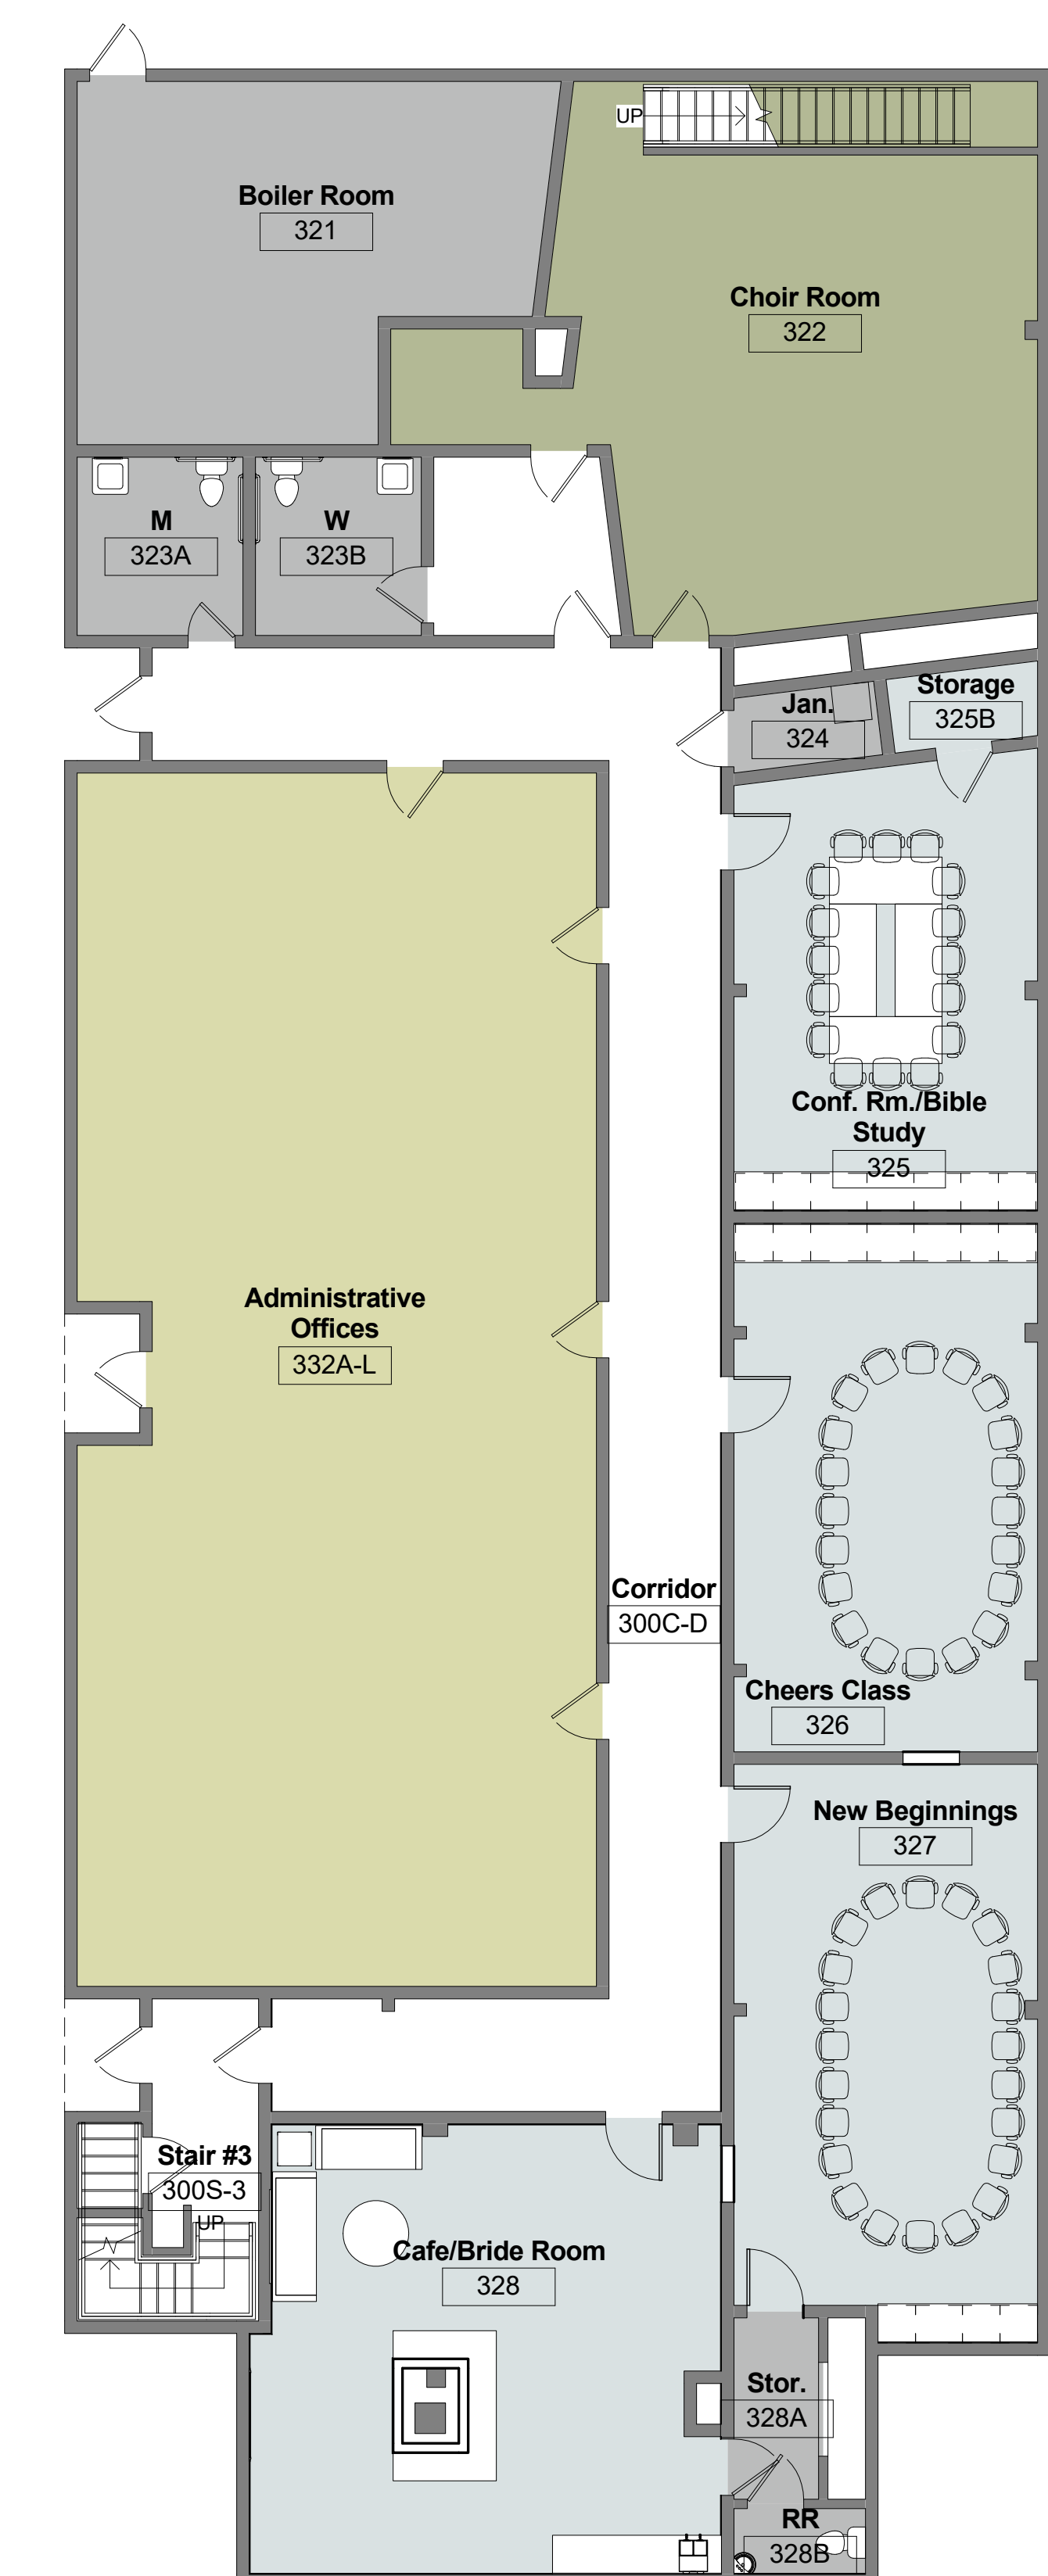 UP
Boiler Room
321
Choir Room
322
M
323A
W
323B
Storage
325B
Jan.
324
Conf. Rm./Bible
Study
325
Administrative
Offices
332A-L
Corridor
300C-D
Cheers Class
326
New Beginnings
327
Stair #3
300S-3
UP
Cafe/Bride Room
328
Stor.
328A
RR
328B